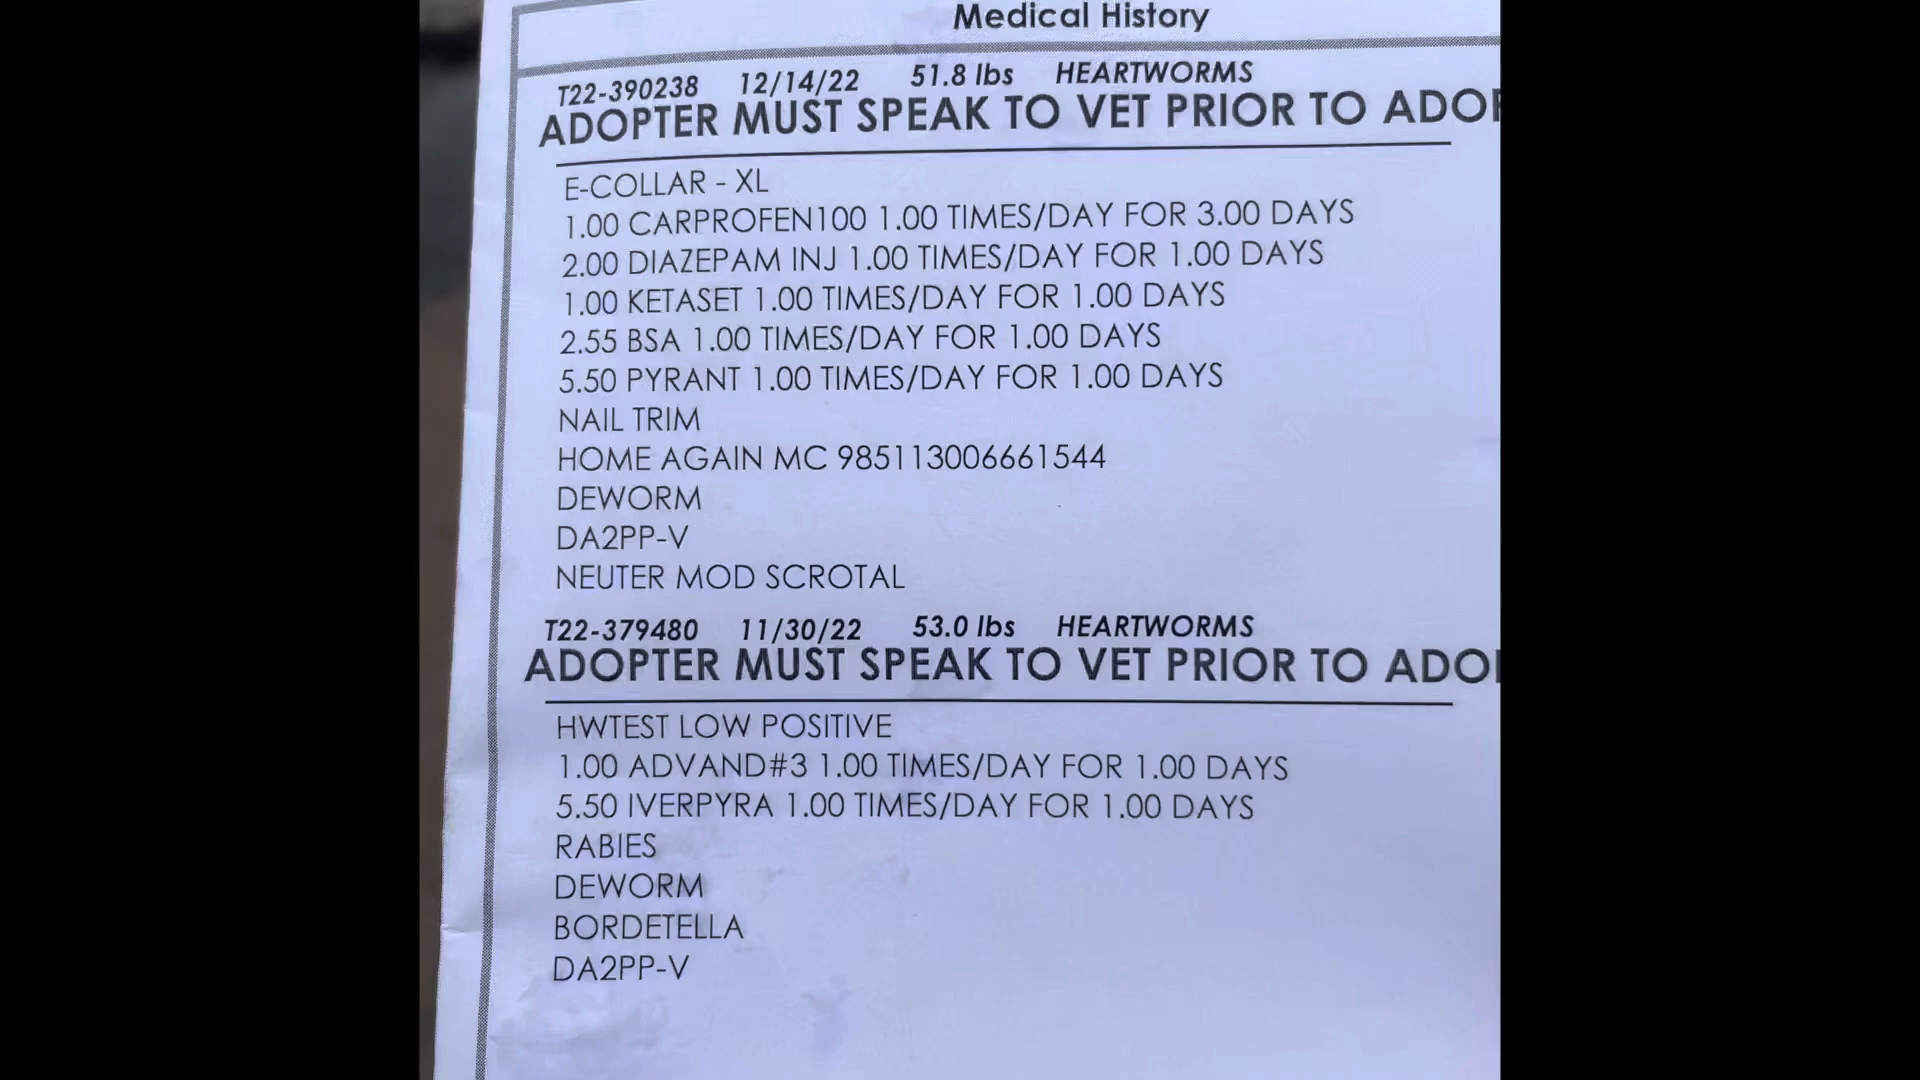 Medical History
T22-390238 12/14/22 51.8 lbs HEARTWORMS
ADOPTER MUST SPEAK TO VET PRIOR TO
E-COLLAR - XL
1.00 CARPROFEN100 1.00 TIMES/DAY FOR 3.00 DAYS
2.00 DIAZEPAM INJ 1.00 TIMES/DAY FOR 1.00 DAYS
1.00 KETASET 1.00 TIMES/DAY FOR 1.00 DAYS
2.55 BSA 1.00 TIMES/DAY FOR 1.00 DAYS
5.50 PYRANT 1.00 TIMES/DAY FOR 1.00 DAYS
NAIL TRIM
HOME AGAIN MC 985113006661544
DEWORM
DA2PP-V
NEUTER MOD SCROTAL
T22-379480 11/30/22 53.0 lbs HEARTWORMS
ADOPTER MUST SPEAK TO VET PRIOR TO
HWTEST LOW POSITIVE
1.00 ADVAND#3 1.00 TIMES/DAY FOR 1.00 DAYS
5.50 IVERPYRA 1.00 TIMES/DAY FOR 1.00 DAYS
RABIES
DEWORM
BORDETELLA
DA2PP-V